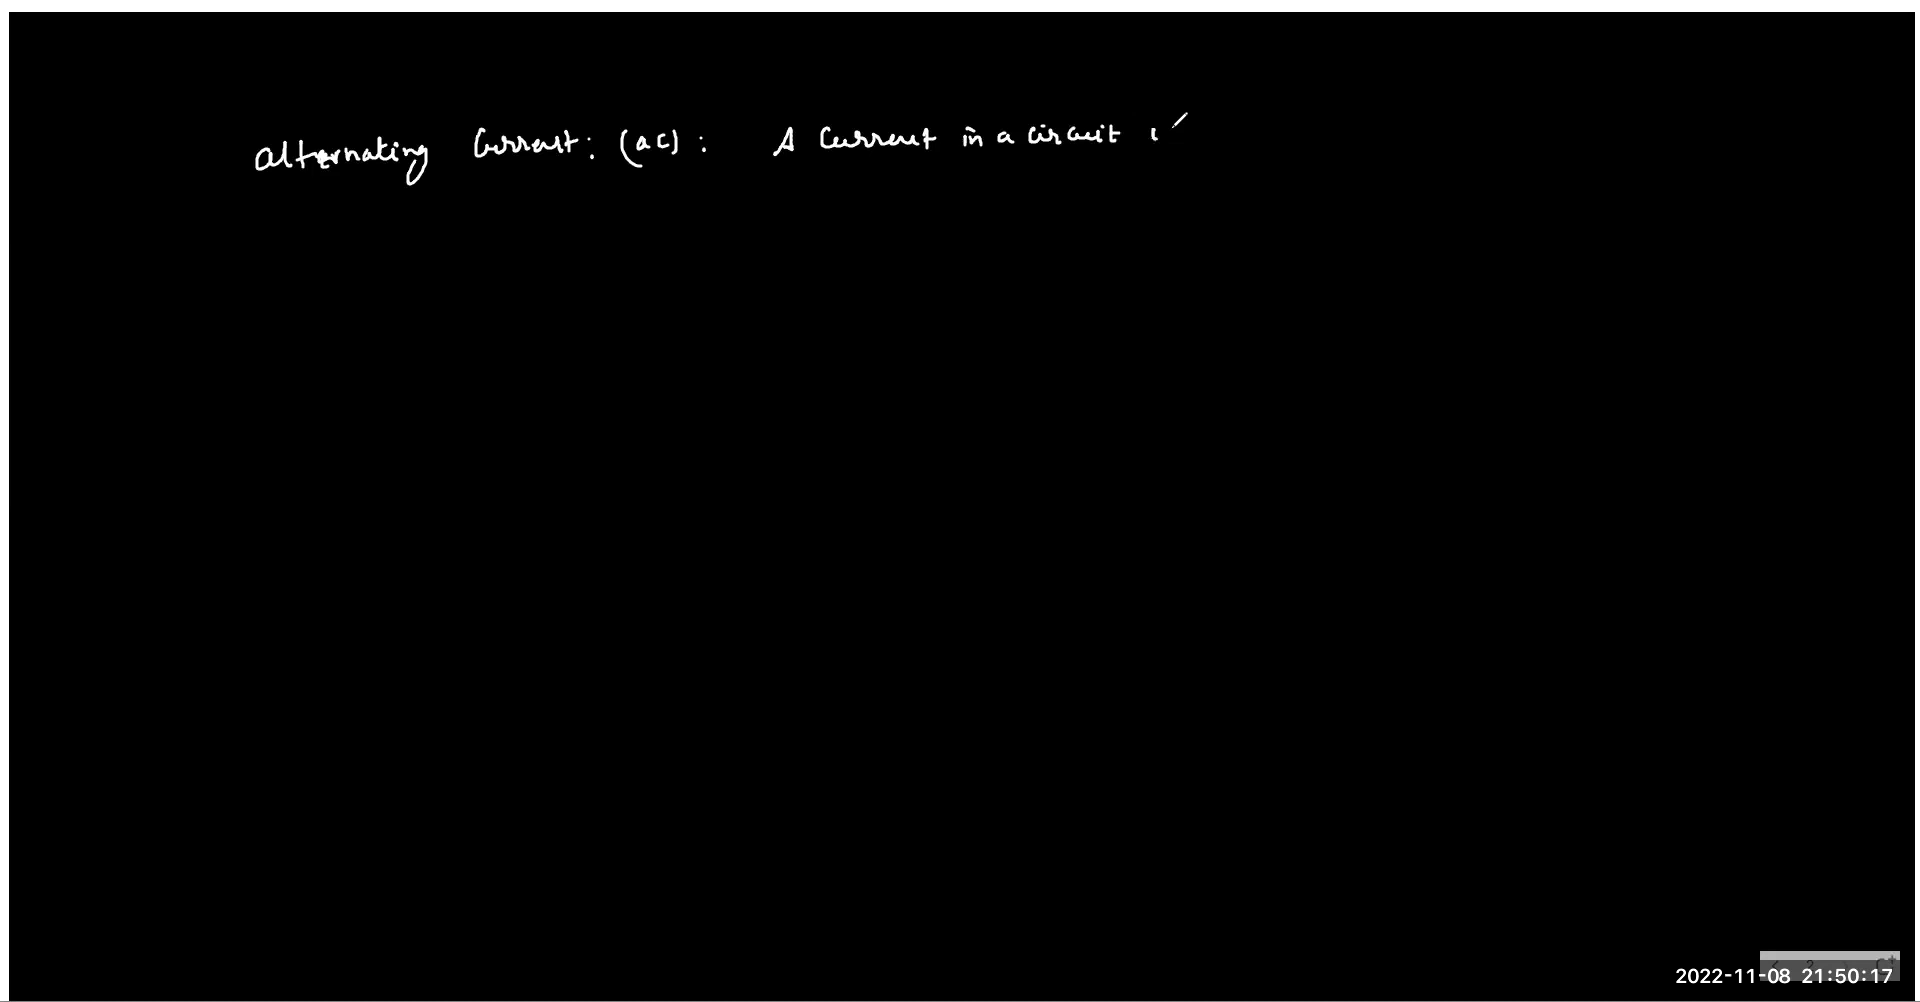 Alternating Current: (ac): A Current in a circuit i
2022-11-08 21:50:17